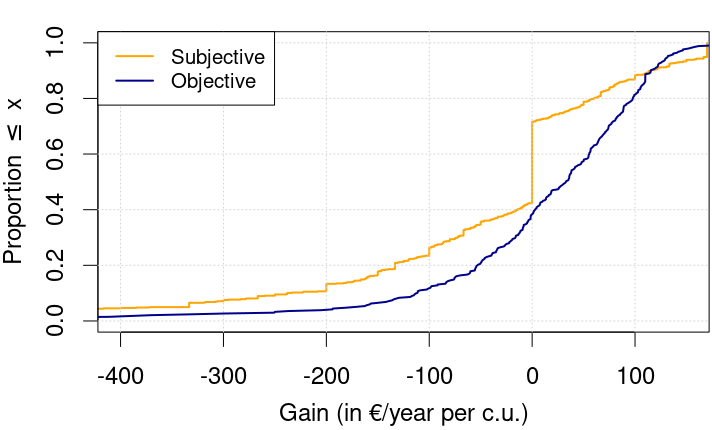 Subjective
Objective
Proportion ≤ x
1.0
0.8
0.6
0.4
0.2
0.0
-400 -300 -200 -100 0 100
Gain (in €/year per c.u.)